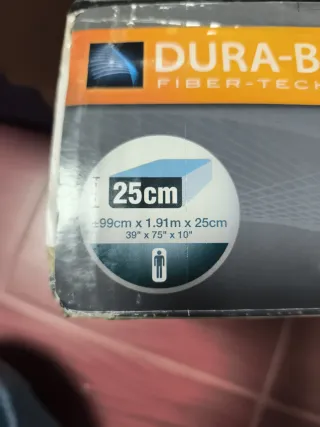 DURA-B
FIBER-TECH
25cm
99cm x 1.91m x 25cm
39" x 75" x 10"